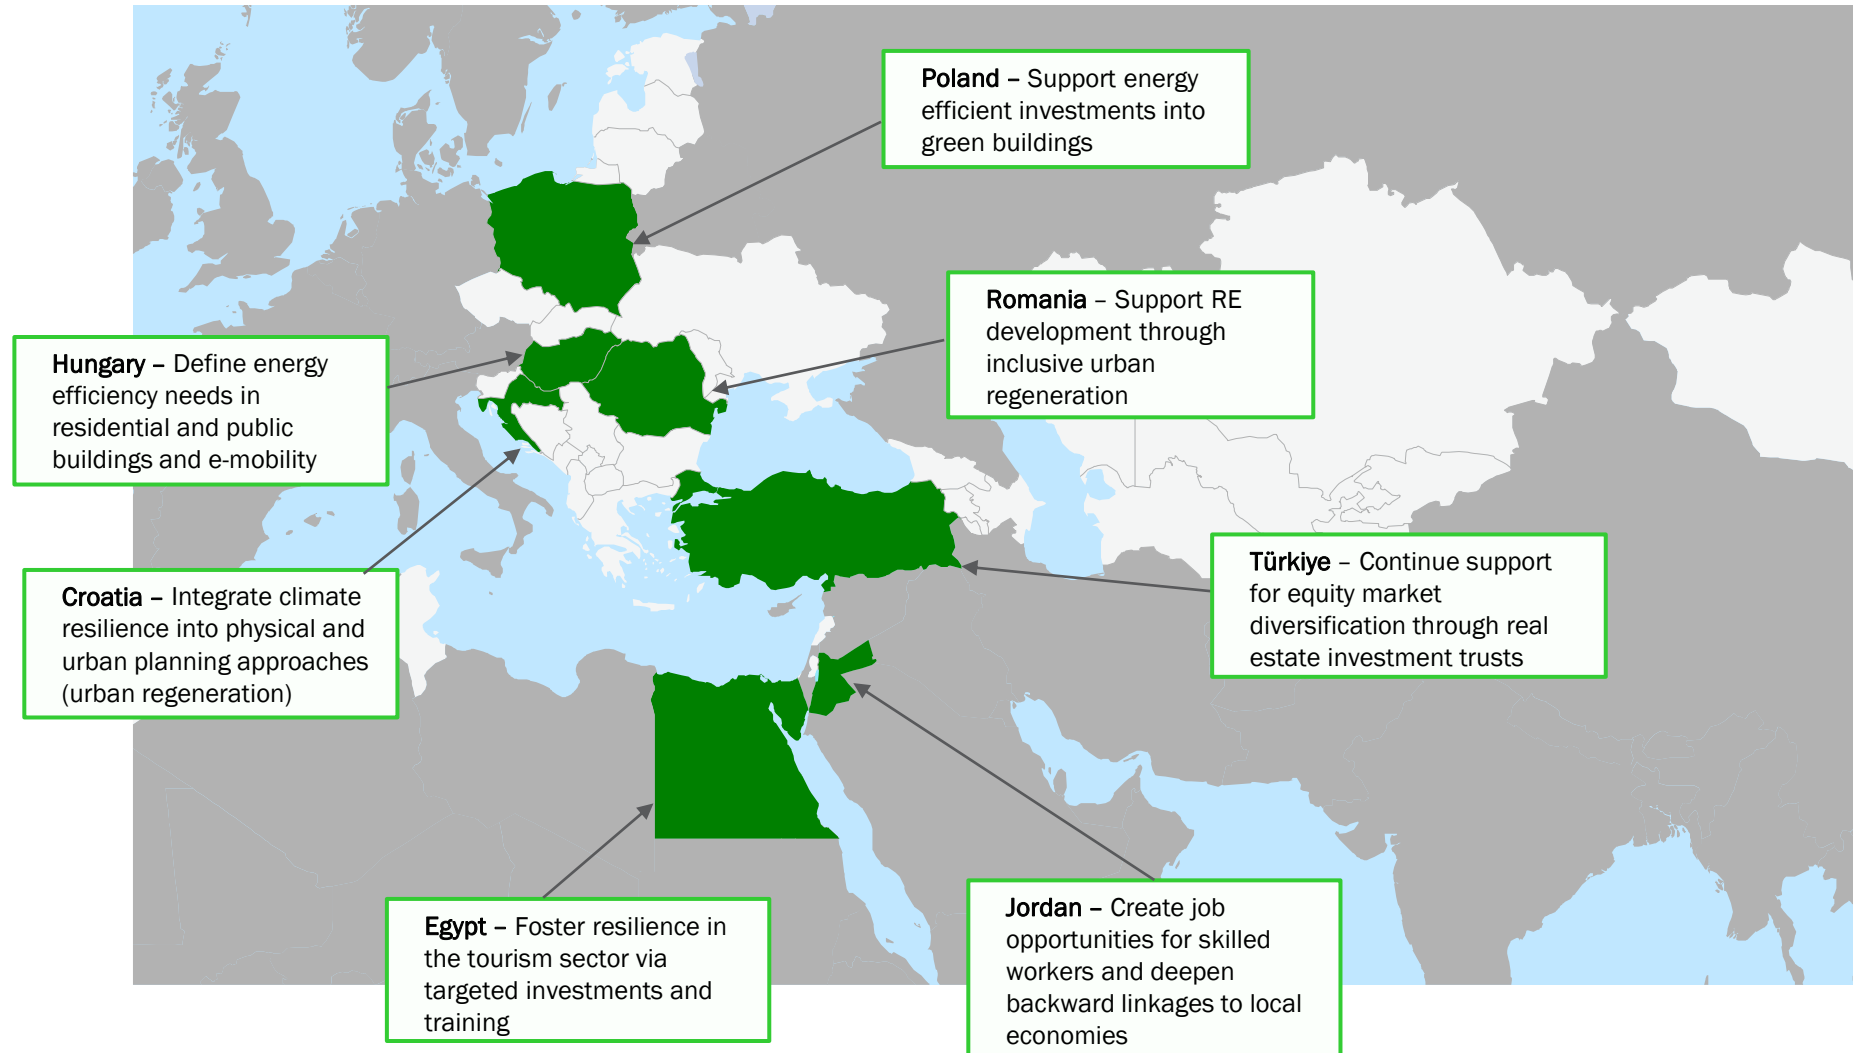 Poland – Support energy
efficient investments into
green buildings
Romania – Support RE
development through
inclusive urban
regeneration
Hungary – Define energy
efficiency needs in
residential and public
buildings and e-mobility
Türkiye – Continue support
for equity market
diversification through real
estate investment trusts
Croatia – Integrate climate
resilience into physical and
urban planning approaches
(urban regeneration)
Egypt – Foster resilience in
the tourism sector via
targeted investments and
training
Jordan – Create job
opportunities for skilled
workers and deepen
backward linkages to local
economies